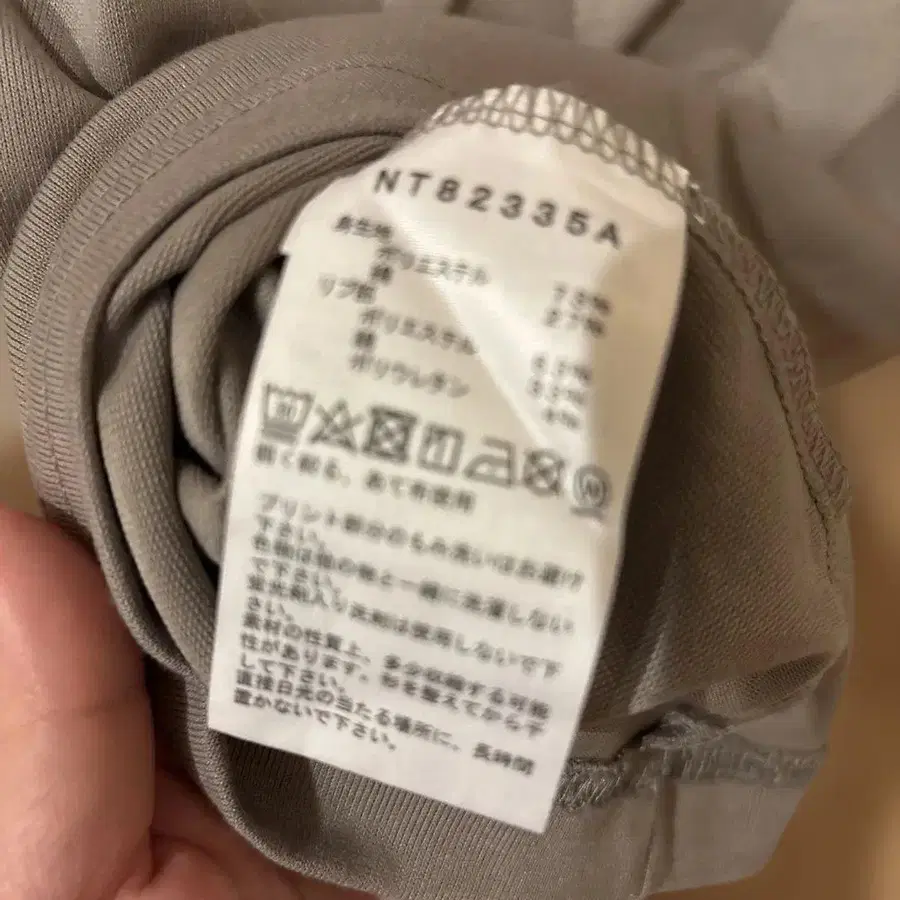 NT82335A
身生地
ポリエステル 73%
綿 27%
リブ部
ポリエステル
綿
ポリウレタン
軽く絞る、あて布使用
プリント部分のもみ洗いはお避け
下さい。
色物は他の物と一緒に洗濯しない
で下さい。
蛍光剤入り洗剤は使用しないで下
さい。
素材の性質上、多少収縮する可能
性があります。形を整えてから干
して下さい。
直接日光の当たる場所に、長時間
置かないで下さい。